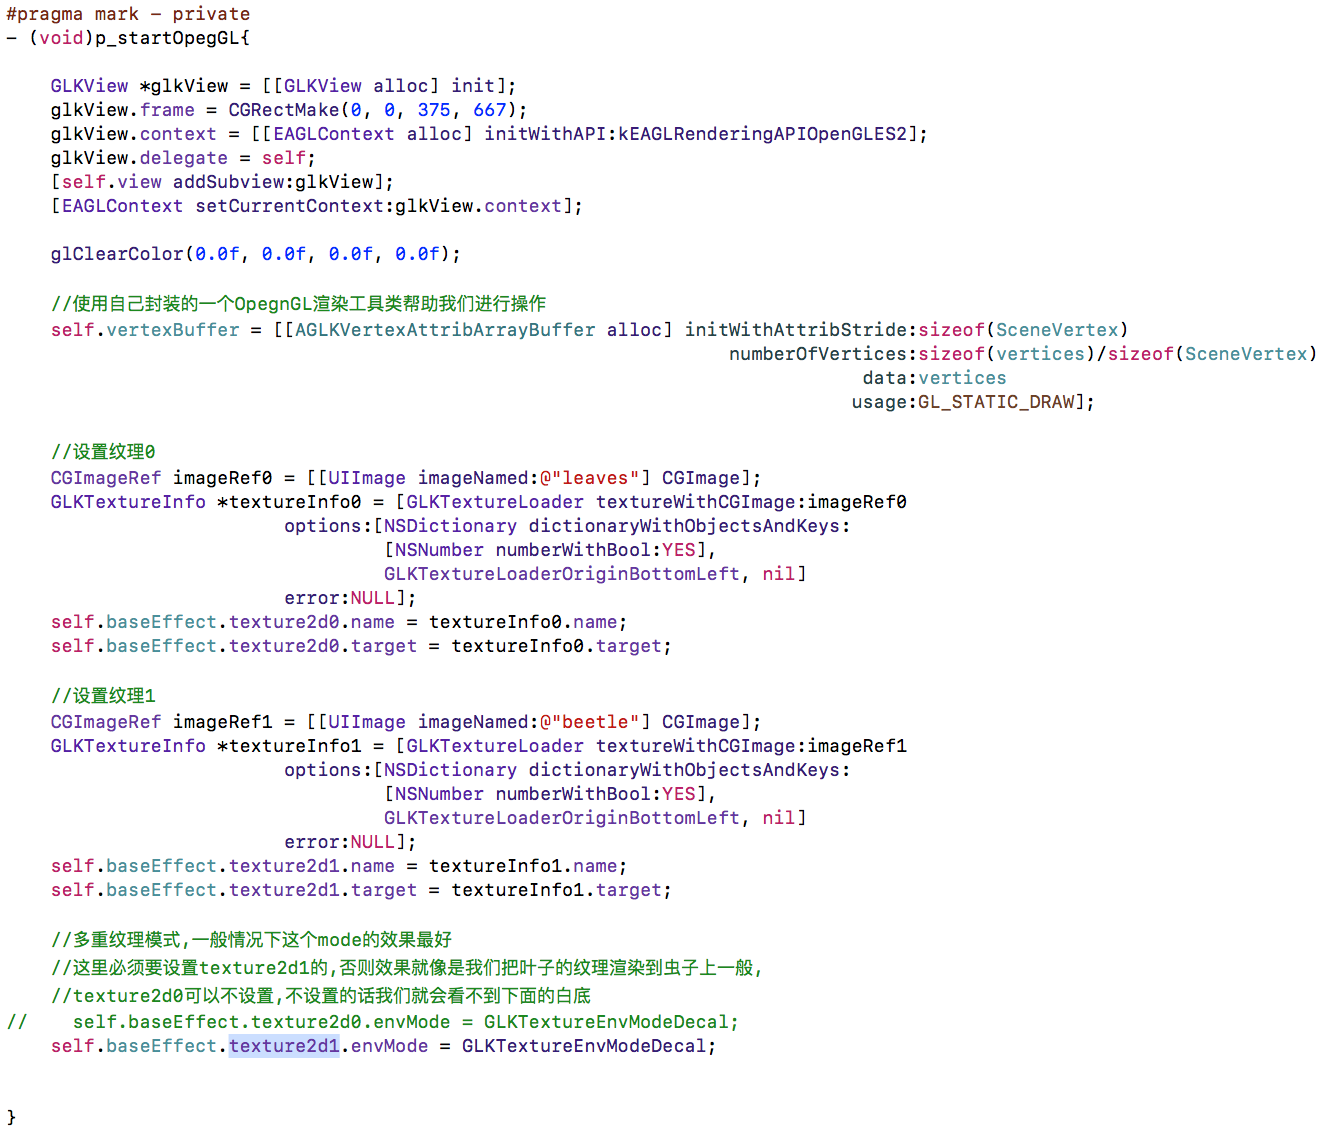 #pragma mark – private
– (void)p_startOpegGL{
    GLKView *glkView = [[GLKView alloc] init];
    glkView.frame = CGRectMake(0, 0, 375, 667);
    glkView.context = [[EAGLContext alloc] initWithAPI:kEAGLRenderingAPIOpenGLES2];
    glkView.delegate = self;
    [self.view addSubview:glkView];
    [EAGLContext setCurrentContext:glkView.context];
    glClearColor(0.0f, 0.0f, 0.0f, 0.0f);
    //使用自己封装的一个OpegnGL渲染工具类帮助我们进行操作
    self.vertexBuffer = [[AGLKVertexAttribArrayBuffer alloc] initWithAttribStride:sizeof(SceneVertex)
                                                             numberOfVertices:sizeof(vertices)/sizeof(SceneVertex)
                                                                         data:vertices
                                                                        usage:GL_STATIC_DRAW];
    //设置纹理0
    CGImageRef imageRef0 = [[UIImage imageNamed:@"leaves"] CGImage];
    GLKTextureInfo *textureInfo0 = [GLKTextureLoader textureWithCGImage:imageRef0
                         options:[NSDictionary dictionaryWithObjectsAndKeys:
                                  [NSNumber numberWithBool:YES],
                                  GLKTextureLoaderOriginBottomLeft, nil]
                         error:NULL];
    self.baseEffect.texture2d0.name = textureInfo0.name;
    self.baseEffect.texture2d0.target = textureInfo0.target;
    //设置纹理1
    CGImageRef imageRef1 = [[UIImage imageNamed:@"beetle"] CGImage];
    GLKTextureInfo *textureInfo1 = [GLKTextureLoader textureWithCGImage:imageRef1
                         options:[NSDictionary dictionaryWithObjectsAndKeys:
                                  [NSNumber numberWithBool:YES],
                                  GLKTextureLoaderOriginBottomLeft, nil]
                         error:NULL];
    self.baseEffect.texture2d1.name = textureInfo1.name;
    self.baseEffect.texture2d1.target = textureInfo1.target;
    //多重纹理模式,一般情况下这个mode的效果最好
    //这里必须要设置texture2d1的,否则效果就像是我们把叶子的纹理渲染到虫子上一般,
    //texture2d0可以不设置,不设置的话我们就会看不到下面的白底
//    self.baseEffect.texture2d0.envMode = GLKTextureEnvModeDecal;
    self.baseEffect.texture2d1.envMode = GLKTextureEnvModeDecal;
}